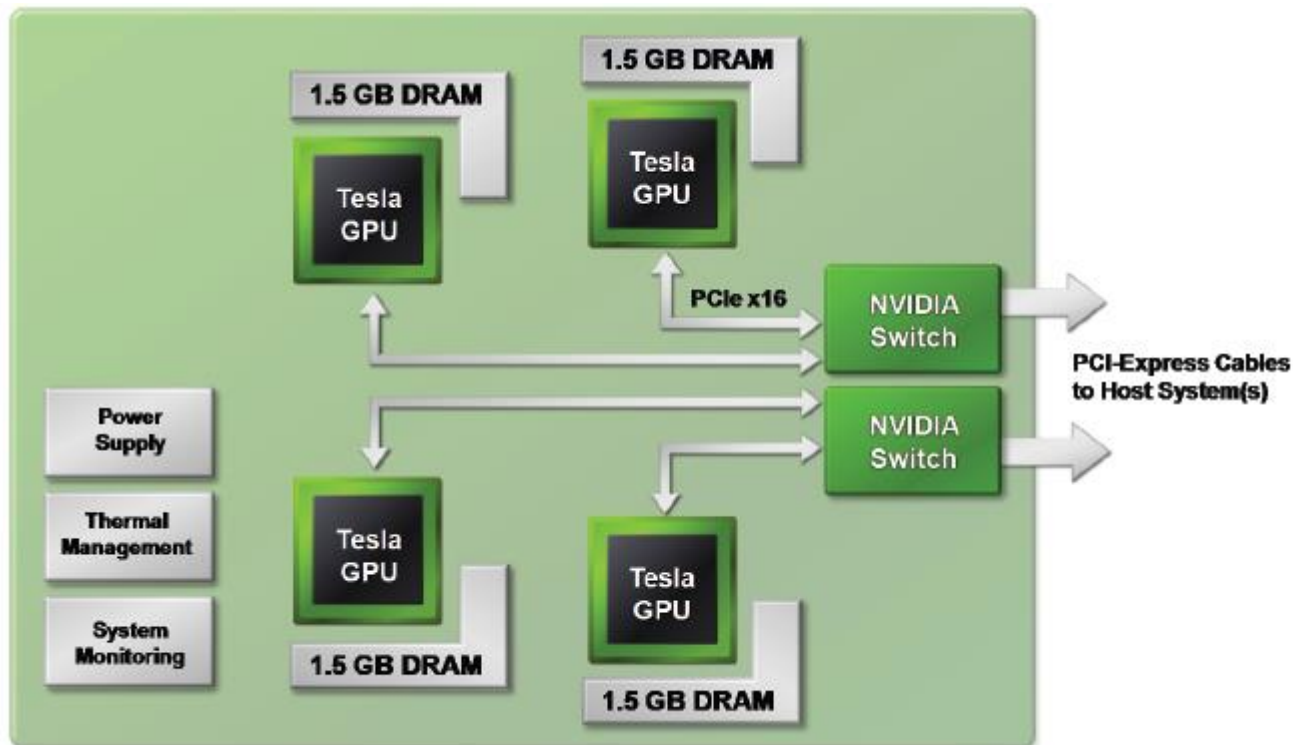 1.5 GB DRAM
1.5 GB DRAM
Tesla
GPU
Tesla
GPU
PCIe x16
NVIDIA
Switch
PCI-Express Cables
to Host System(s)
NVIDIA
Switch
Power
Supply
Thermal
Management
System
Monitoring
Tesla
GPU
Tesla
GPU
1.5 GB DRAM
1.5 GB DRAM